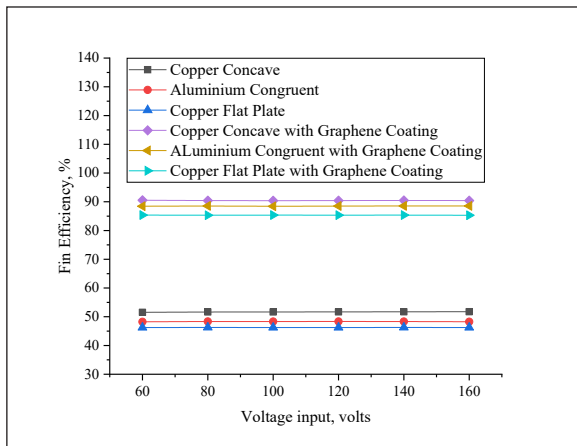 140
130
120
110
100
90
80
70
60
50
40
30
Fin Efficiency, %
Copper Concave
Aluminium Congruent
Copper Flat Plate
Copper Concave with Graphene Coating
ALuminium Congruent with Graphene Coating
Copper Flat Plate with Graphene Coating
60 80 100 120 140 160
Voltage input, volts